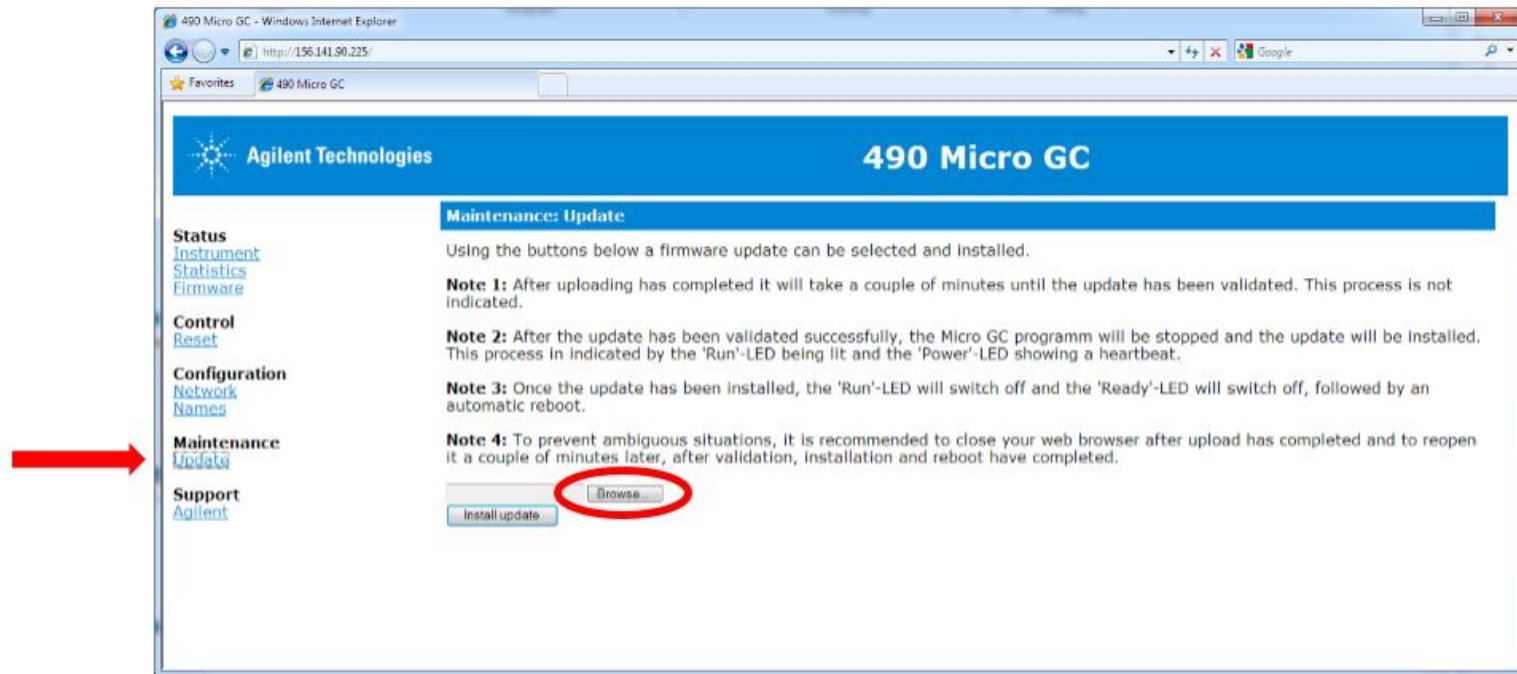 490 Micro GC - Windows Internet Explorer
http://156.141.90.225/
Google
Favorites
490 Micro GC
Agilent Technologies
490 Micro GC
Status
Instrument
Statistics
Firmware
Control
Reset
Configuration
Network
Names
Maintenance
Update
Support
Agilent
Maintenance: Update
Using the buttons below a firmware update can be selected and installed.
Note 1: After uploading has completed it will take a couple of minutes until the update has been validated. This process is not
indicated.
Note 2: After the update has been validated successfully, the Micro GC programm will be stopped and the update will be installed.
This process in indicated by the 'Run'-LED being lit and the 'Power'-LED showing a heartbeat.
Note 3: Once the update has been installed, the 'Run'-LED will switch off and the 'Ready'-LED will switch off, followed by an
automatic reboot.
Note 4: To prevent ambiguous situations, it is recommended to close your web browser after upload has completed and to reopen
it a couple of minutes later, after validation, installation and reboot have completed.
Browse...
Install update